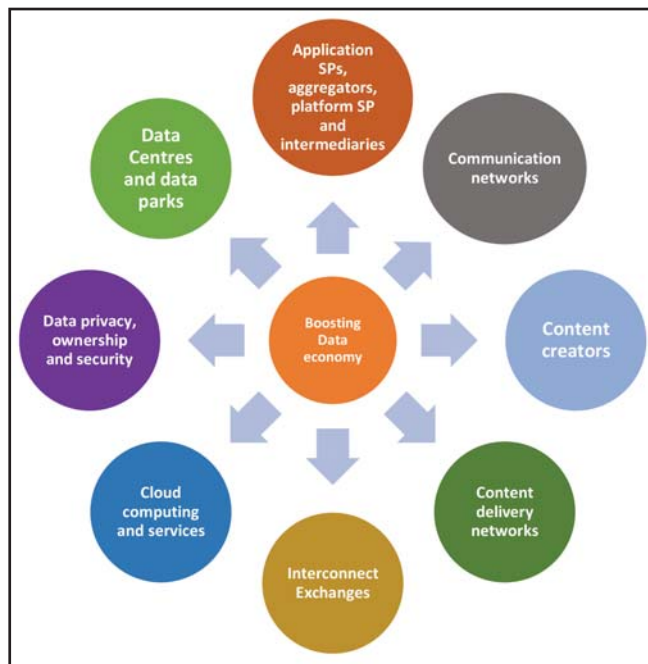 Application
SPs,
aggregators,
platform SP
and
intermediaries
Communication
networks
Content
creators
Content
delivery
networks
Interconnect
Exchanges
Cloud
computing
and services
Data privacy,
ownership
and security
Data
Centres
and data
parks
Boosting
Data
economy